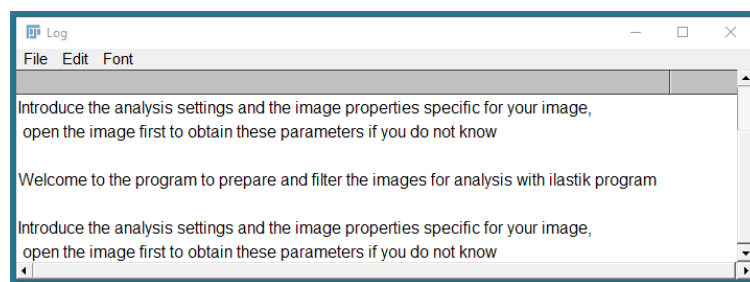 Log
File Edit Font
Introduce the analysis settings and the image properties specific for your image,
open the image first to obtain these parameters if you do not know
Welcome to the program to prepare and filter the images for analysis with ilastik program
Introduce the analysis settings and the image properties specific for your image,
open the image first to obtain these parameters if you do not know